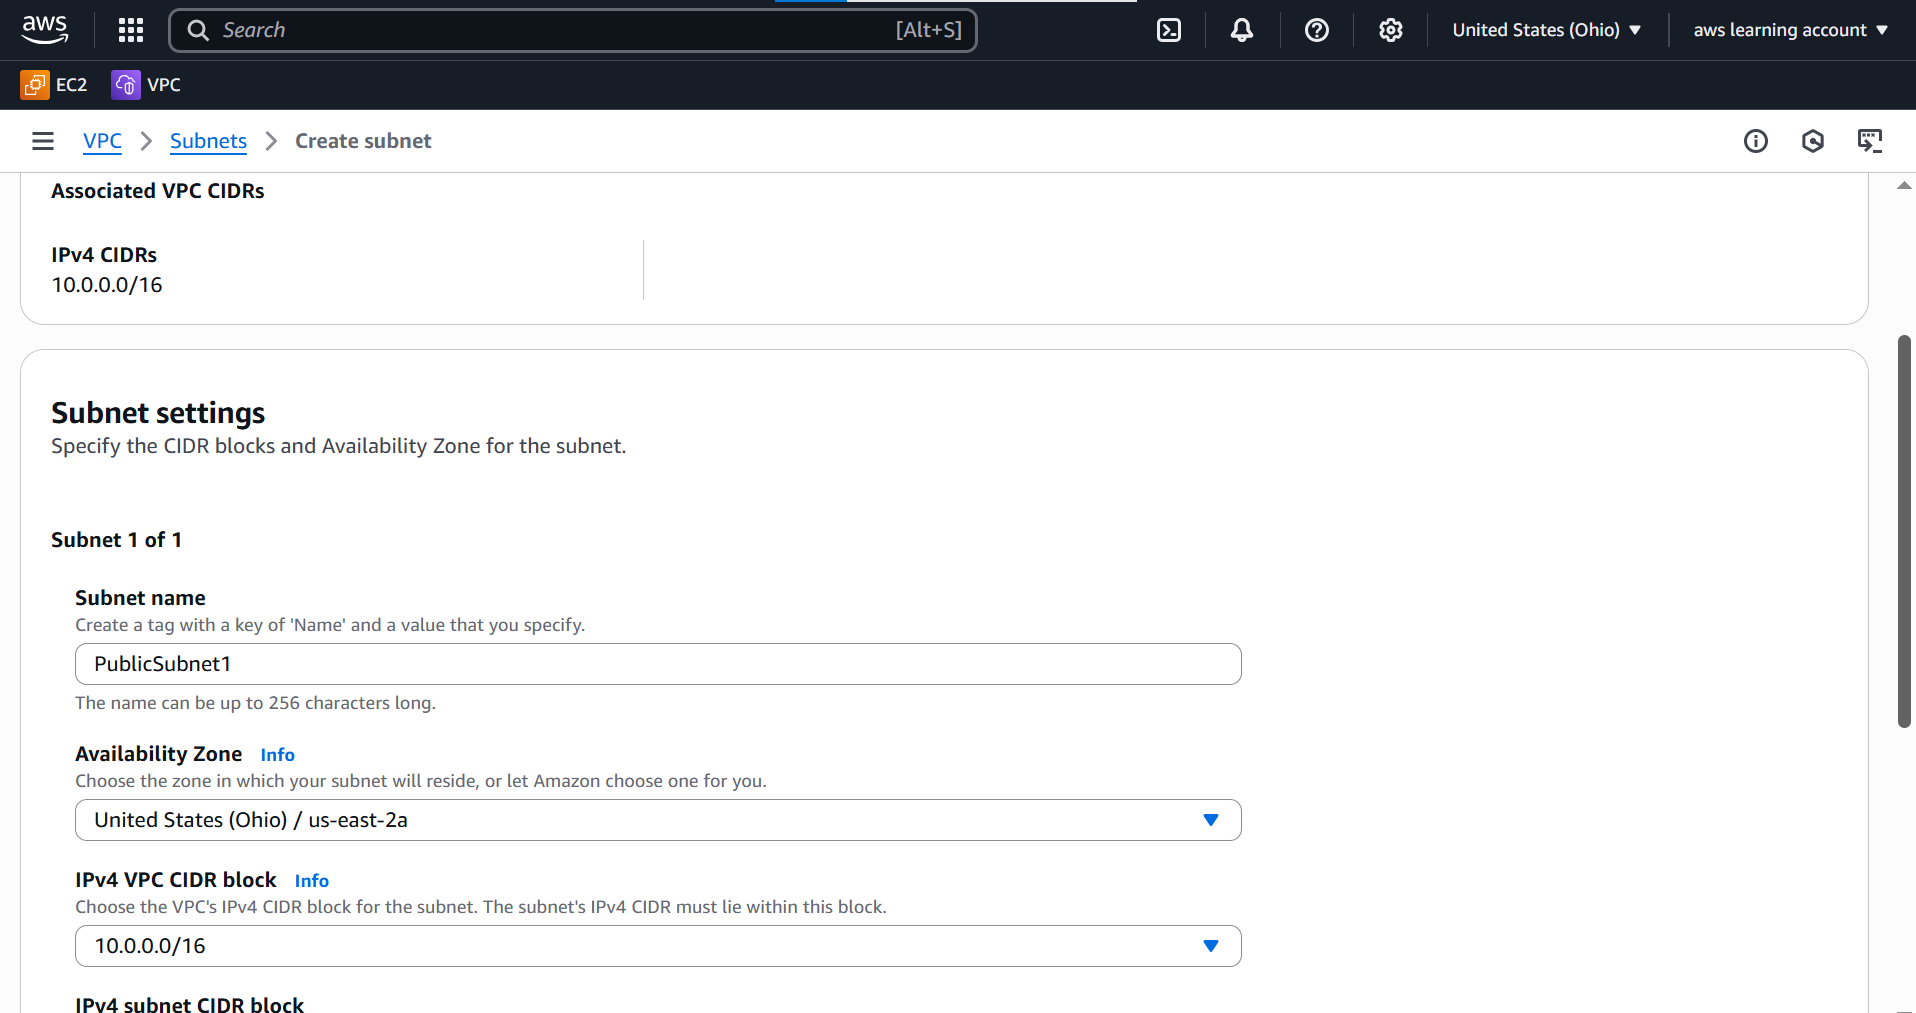 aws
Search [Alt+S]
United States (Ohio)
aws learning account
EC2
VPC
VPC
Subnets
Create subnet
Associated VPC CIDRs
IPv4 CIDRs
10.0.0.0/16
Subnet settings
Specify the CIDR blocks and Availability Zone for the subnet.
Subnet 1 of 1
Subnet name
Create a tag with a key of 'Name' and a value that you specify.
PublicSubnet1
The name can be up to 256 characters long.
Availability Zone Info
Choose the zone in which your subnet will reside, or let Amazon choose one for you.
United States (Ohio) / us-east-2a
IPv4 VPC CIDR block Info
Choose the VPC's IPv4 CIDR block for the subnet. The subnet's IPv4 CIDR must lie within this block.
10.0.0.0/16
IPv4 subnet CIDR block